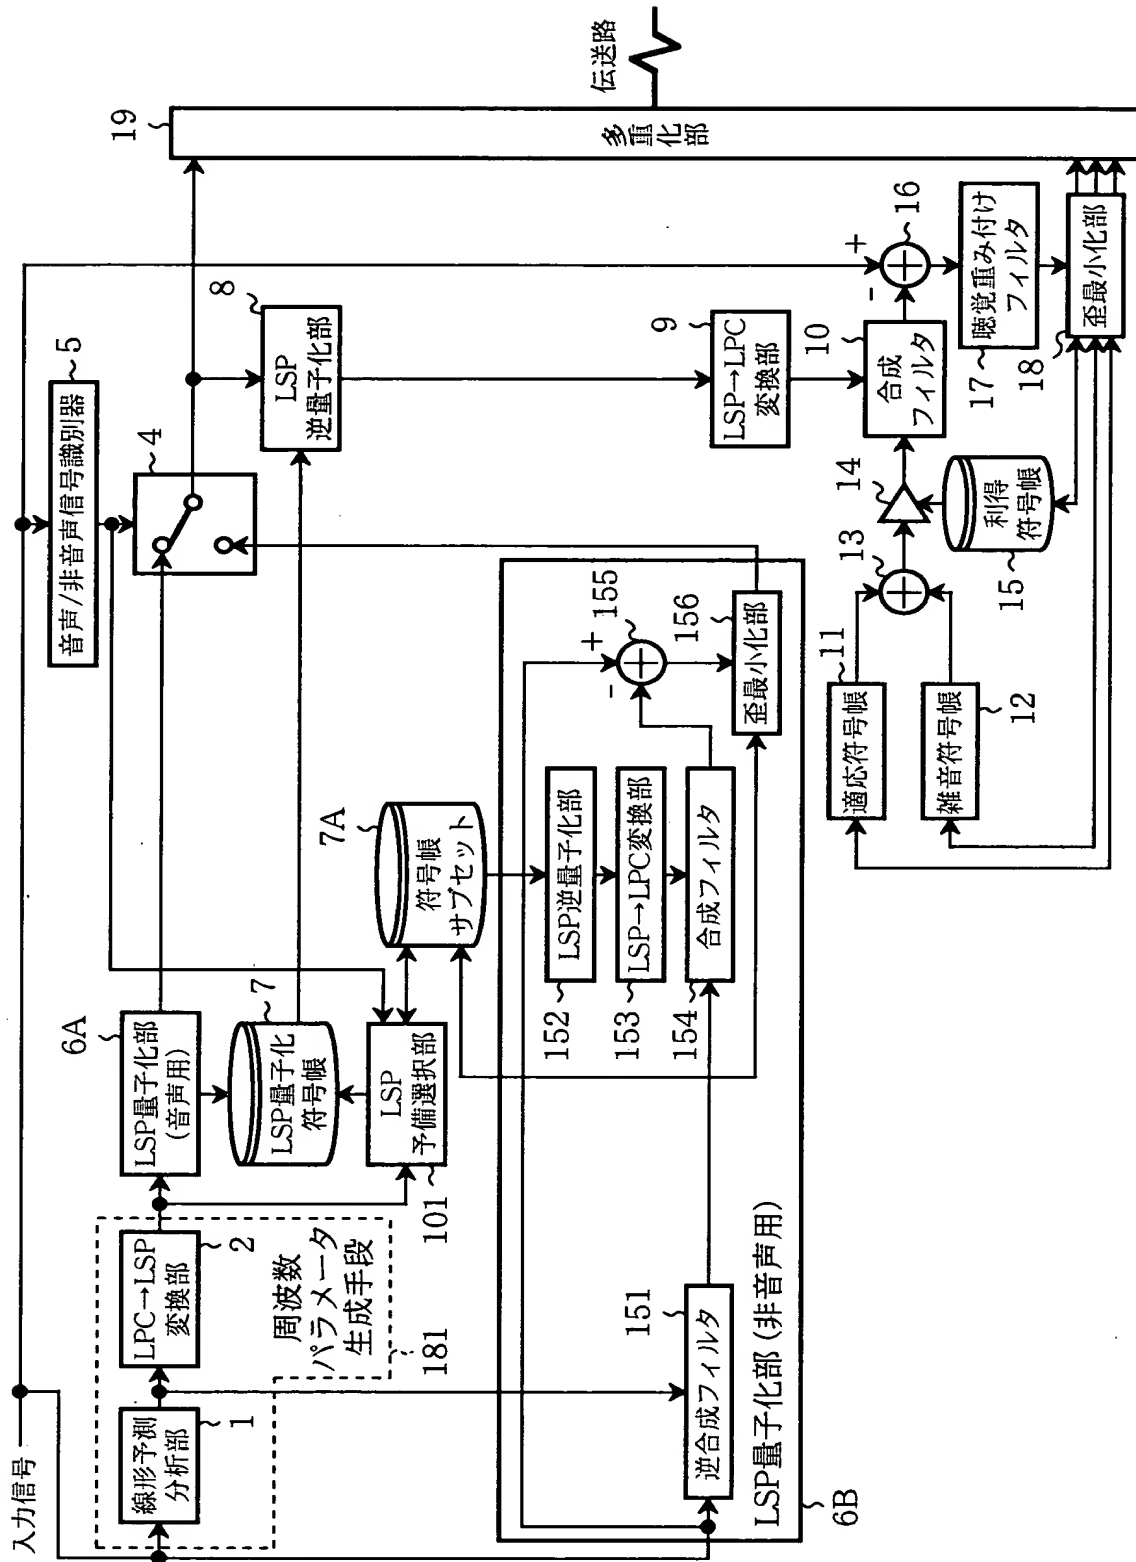 入力信号
線形予測
分析部
1
LPC→LSP
変換部
2
周波数
パラメータ
生成手段
181
LSP量子化部
(音声用)
6A
LSP量子化
符号帳
7
LSP
予備選択部
101
符号帳
サブセット
7A
音声/非音声信号識別器
5
4
LSP
逆量子化部
8
LSP→LPC
変換部
9
合成
フィルタ
10
適応符号帳
11
雑音符号帳
12
13
14
利得
符号帳
15
+
-
16
聴覚重み付け
フィルタ
17
歪最小化部
18
多重化部
19
伝送路
逆合成フィルタ
151
LSP逆量子化部
152
LSP→LPC変換部
153
合成フィルタ
154
+
-
155
歪最小化部
156
LSP量子化部(非音声用)
6B